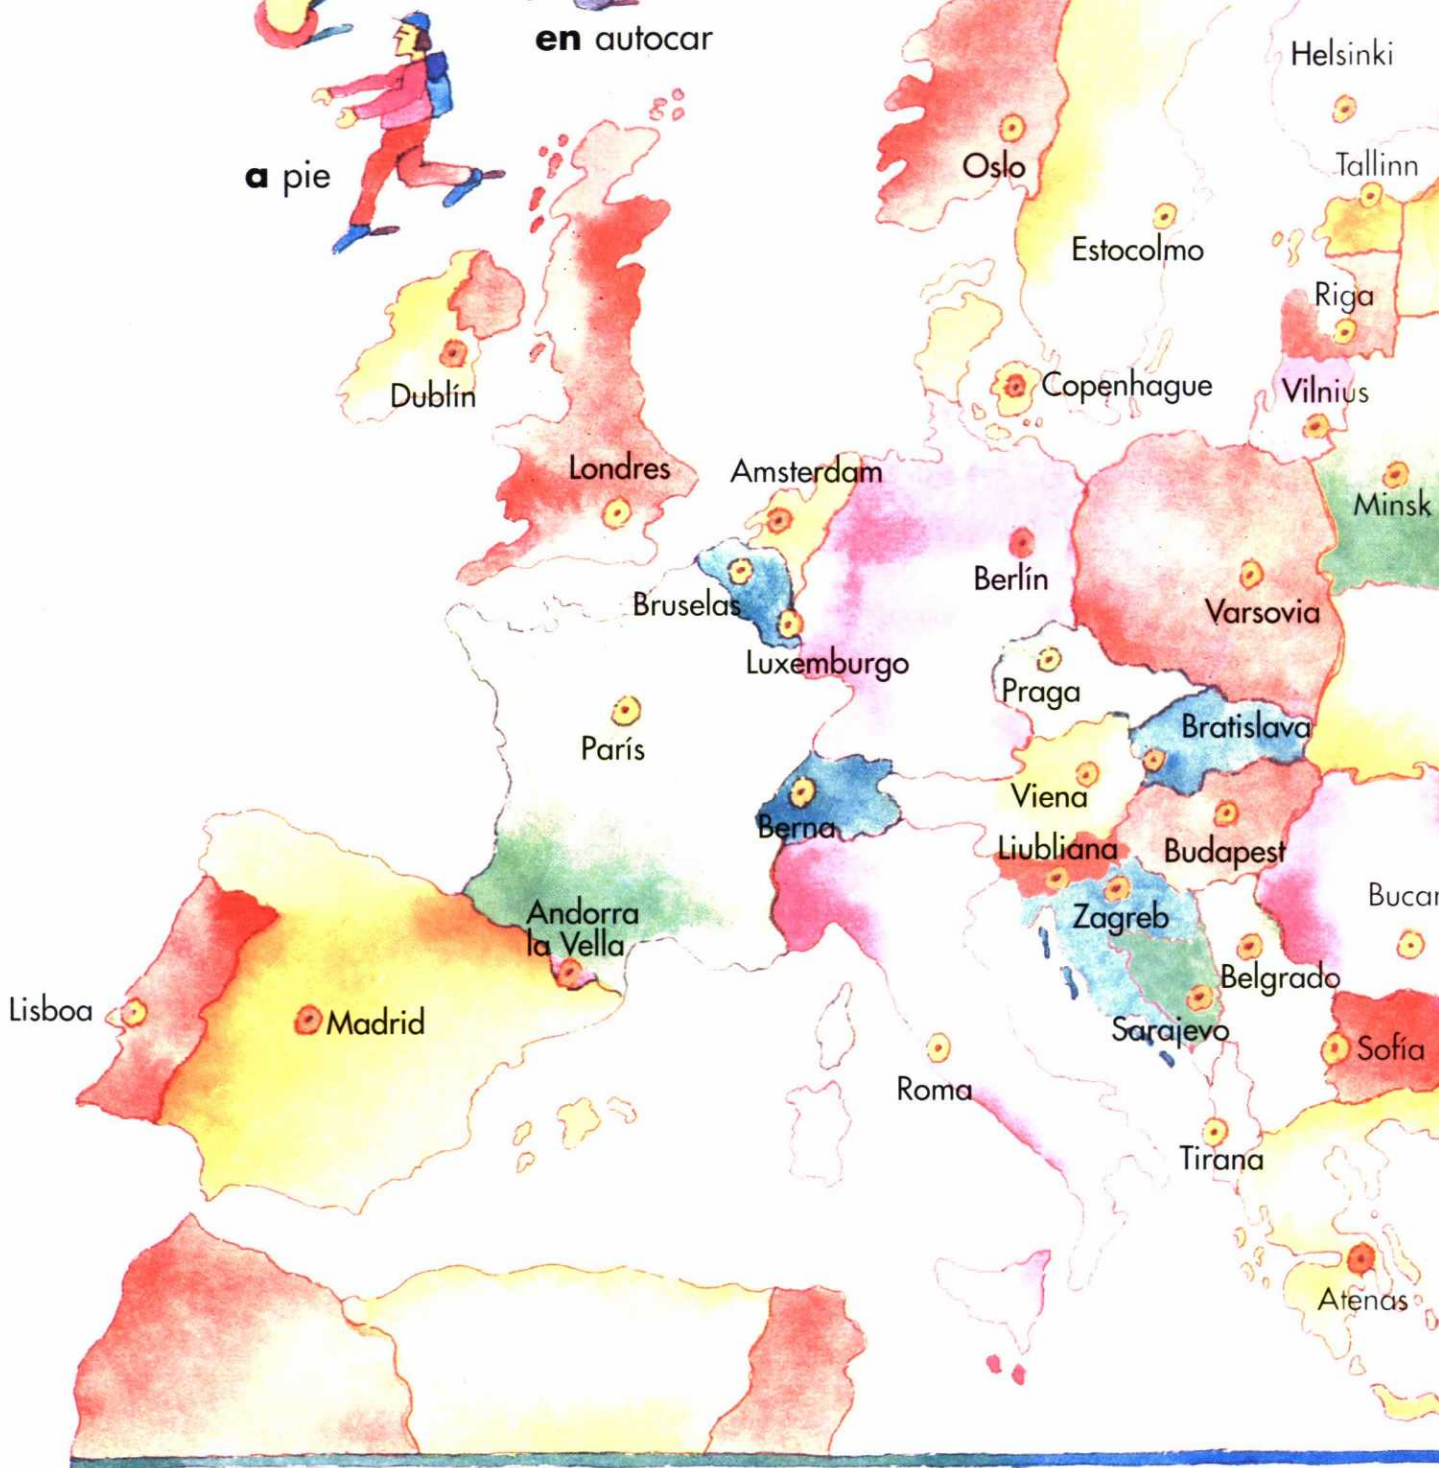 en autocar
Helsinki
a pie
Oslo
Tallinn
Estocolmo
Riga
Dublín
Copenhague
Vilnius
Londres
Amsterdam
Minsk
Berlín
Bruselas
Varsovia
Luxemburgo
Praga
París
Bratislava
Viena
Berna
Liubliana
Budapest
Bucar
Andorra
la Vella
Zagreb
Belgrado
Lisboa
Madrid
Sarajevo
Sofía
Roma
Tirana
Atenas